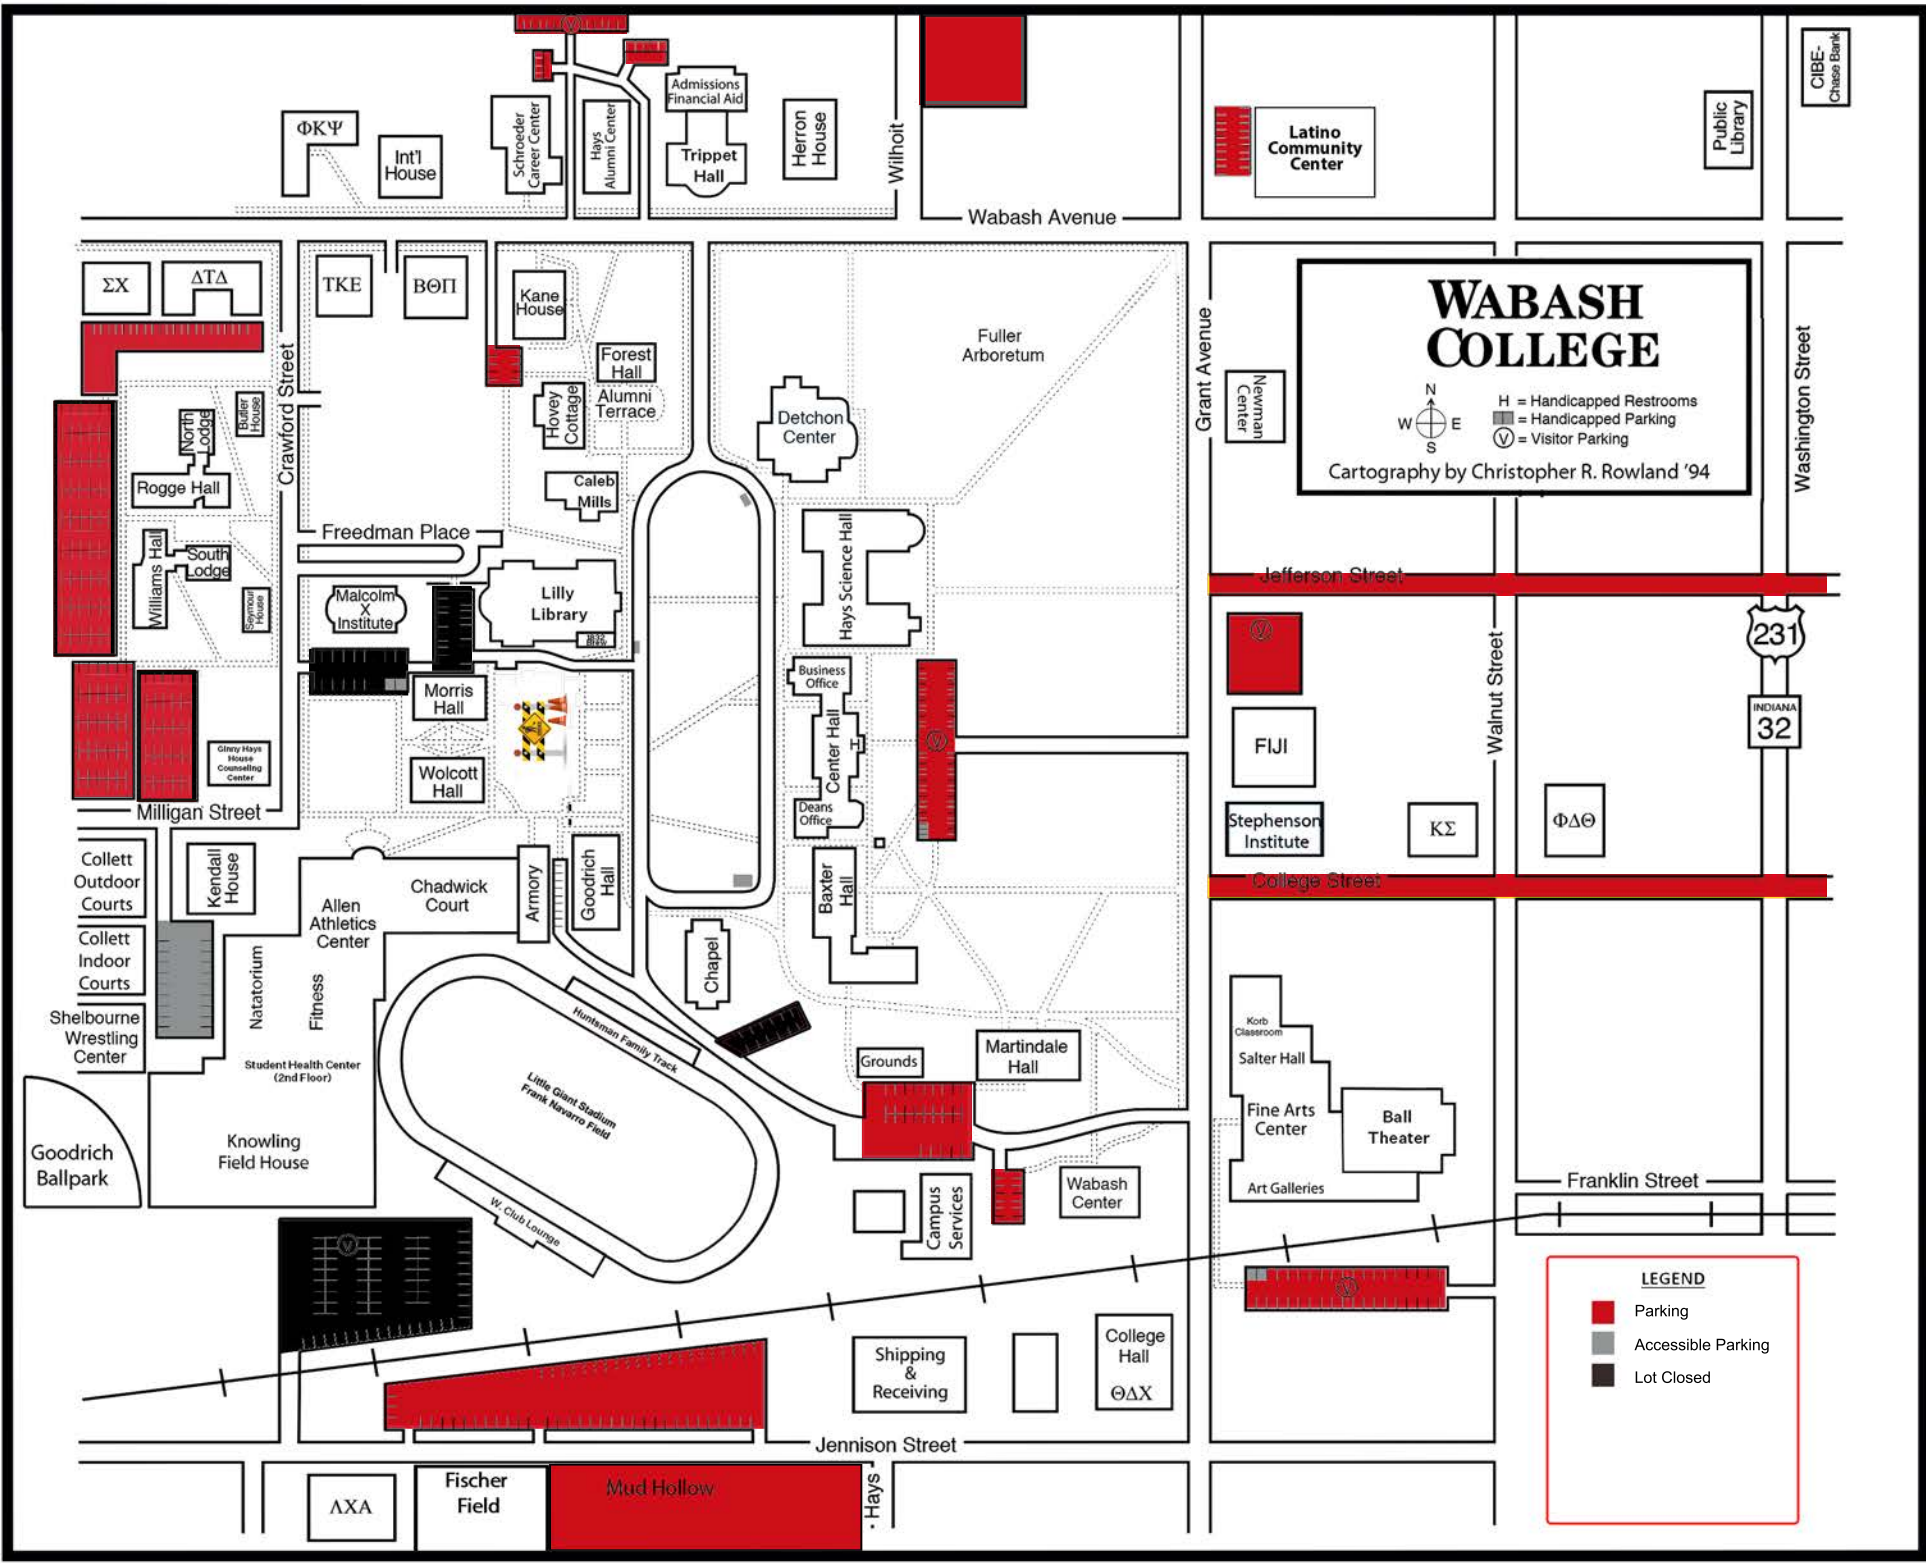 V
Admissions
Financial Aid
Schroeder
Career Center
Hays
Alumni Center
Trippet
Hall
Herron
House
Wilhoit
ΦΚΨ
Int'l
House
Latino
Community
Center
Public
Library
CIBE-
Chase Bank
Wabash Avenue
ΣΧ
ΔΤΔ
ΤΚΕ
ΒΘΠ
Kane
House
Forest
Hall
Alumni
Terrace
Hovey
Cottage
Caleb
Mills
Crawford Street
Butler
House
North
Lodge
Rogge Hall
Williams Hall
South
Lodge
Seymour
House
Fuller
Arboretum
Detchon
Center
Grant Avenue
Newman
Center
WABASH
COLLEGE
N
W E
S
H = Handicapped Restrooms
= Handicapped Parking
V = Visitor Parking
Cartography by Christopher R. Rowland '94
Washington Street
Freedman Place
Malcolm
X
Institute
Lilly
Library
1832
Brew
Hays Science Hall
Jefferson Street
V
231
INDIANA
32
Walnut Street
Business
Office
Center Hall
H
Deans
Office
V
Morris
Hall
Wolcott
Hall
Ginny Hays
House
Counseling
Center
Milligan Street
FIJI
Stephenson
Institute
ΚΣ
ΦΔΘ
College Street
Collett
Outdoor
Courts
Kendall
House
Collett
Indoor
Courts
Shelbourne
Wrestling
Center
Allen
Athletics
Center
Chadwick
Court
Armory
Goodrich
Hall
Natatorium
Fitness
Student Health Center
(2nd Floor)
Knowling
Field House
Goodrich
Ballpark
Baxter
Hall
Chapel
Huntsman Family Track
Little Giant Stadium
Frank Navarro Field
W. Club Lounge
Grounds
Martindale
Hall
Campus
Services
Wabash
Center
Korb
Classroom
Salter Hall
Fine Arts
Center
Ball
Theater
Art Galleries
Franklin Street
V
V
Shipping
&
Receiving
College
Hall
ΘΔΧ
Jennison Street
ΛΧΑ
Fischer
Field
Mud Hollow
Hays
LEGEND
Parking
Accessible Parking
Lot Closed